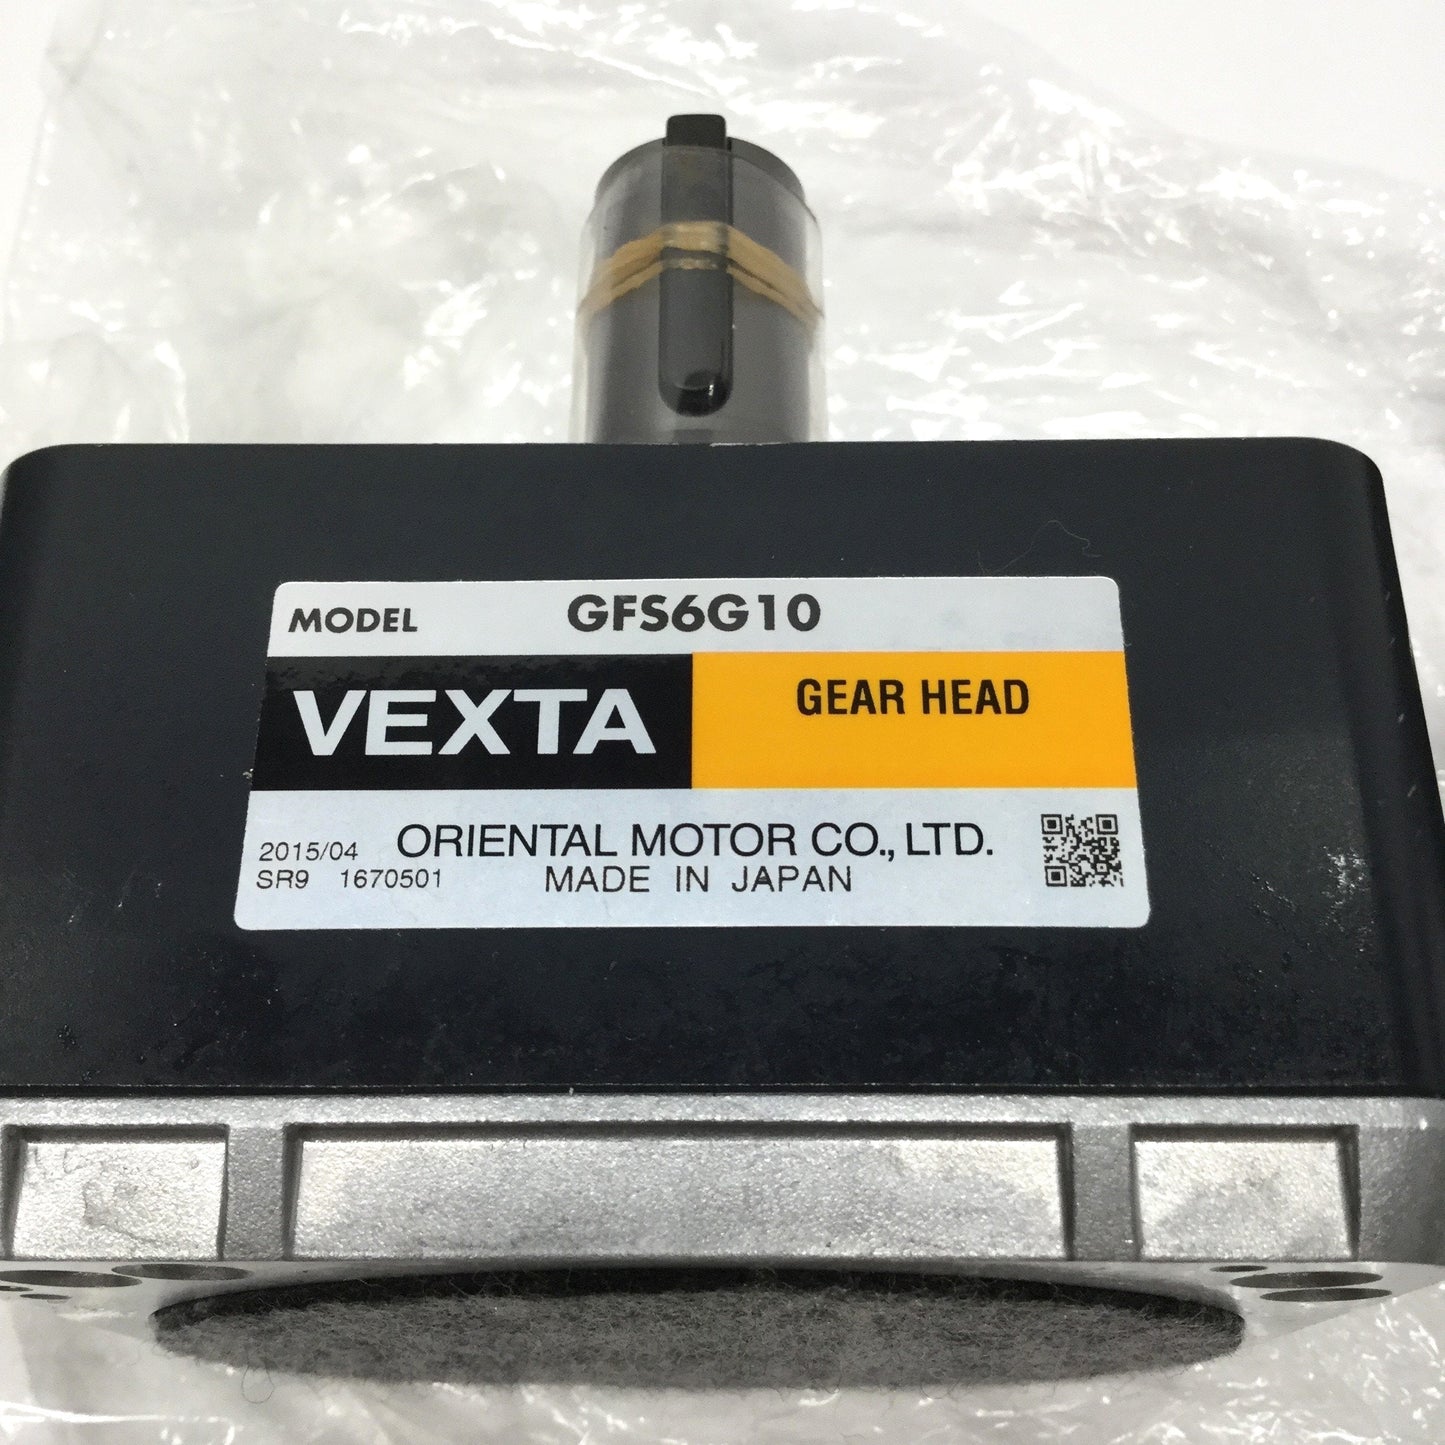 MODEL GFS6G10
VEXTA GEAR HEAD
2015/04 ORIENTAL MOTOR CO., LTD.
SR9 1670501 MADE IN JAPAN